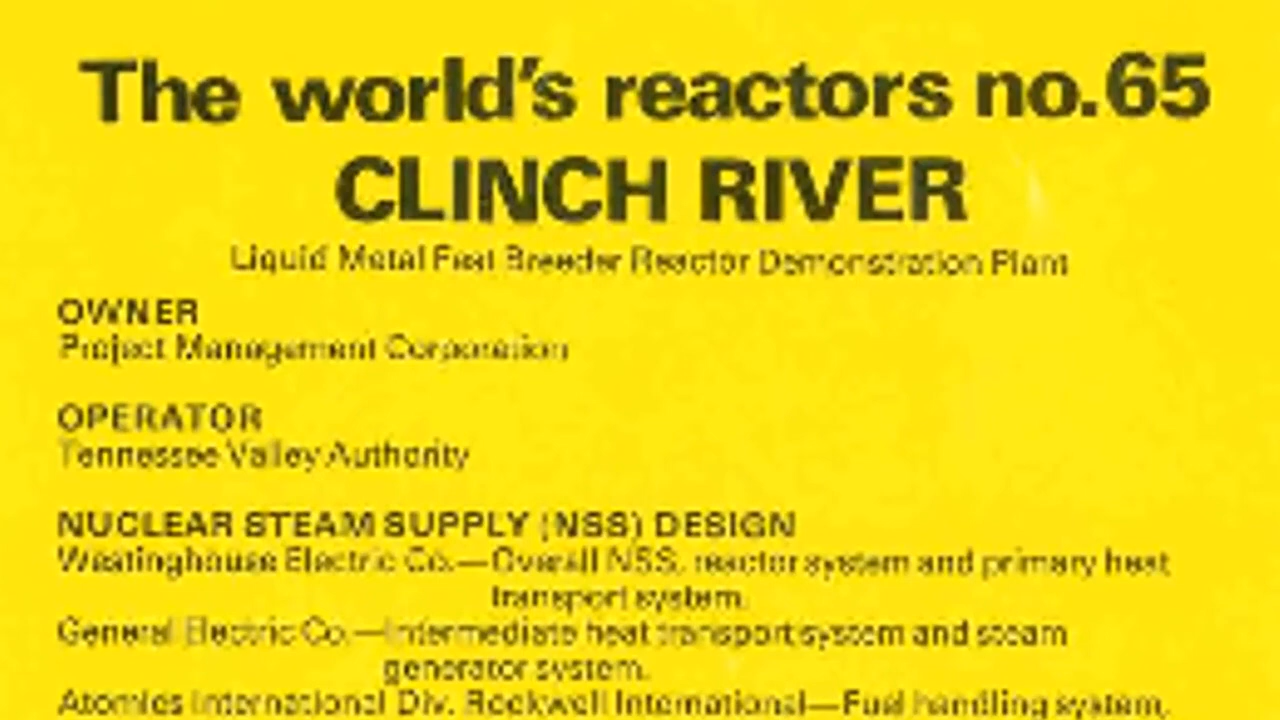 The world's reactors no.65
CLINCH RIVER
Liquid Metal Fast Breeder Reactor Demonstration Plant
OWNER
Project Management Corporation
OPERATOR
Tennessee Valley Authority
NUCLEAR STEAM SUPPLY (NSS) DESIGN
Westinghouse Electric Co.—Overall NSS, reactor system and primary heat
transport system.
General Electric Co.—Intermediate heat transport system and steam
generator system.
Atomics International Div. Rockwell International—Fuel handling system,